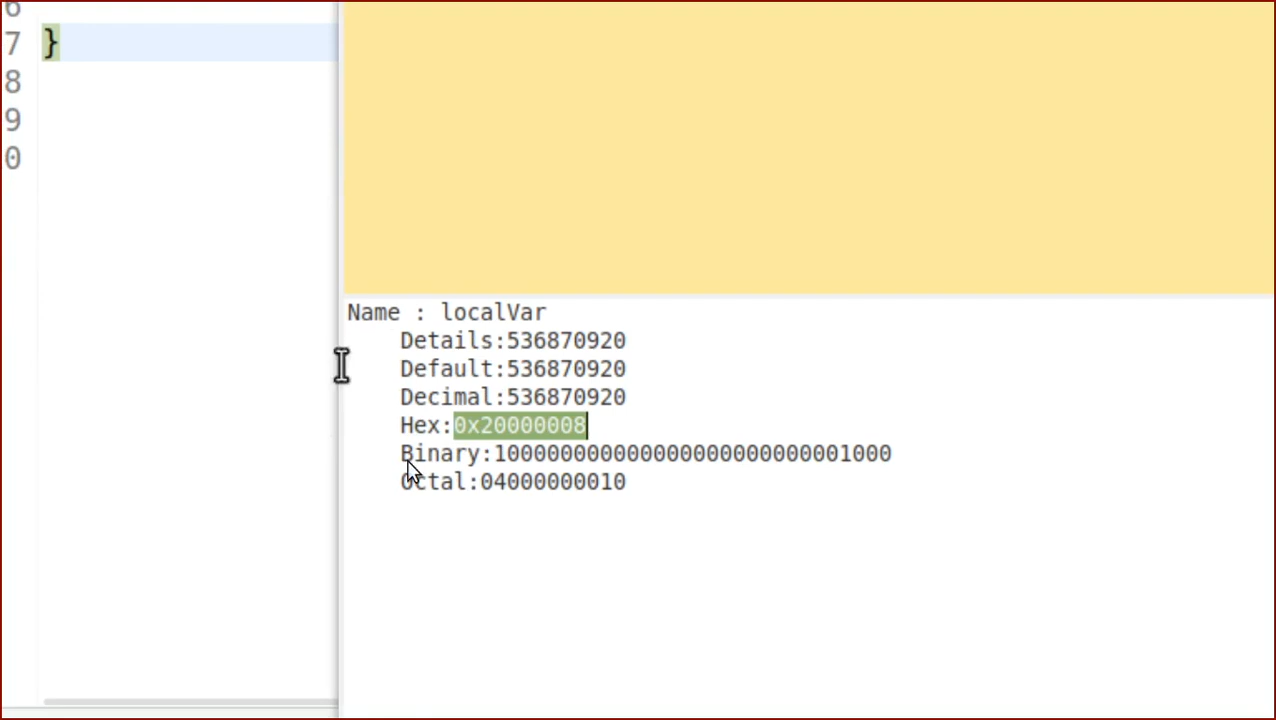 6
7 }
8
9
0
Name : localVar
Details:536870920
Default:536870920
Decimal:536870920
Hex:0x20000008
Binary:100000000000000000000000001000
Octal:04000000010